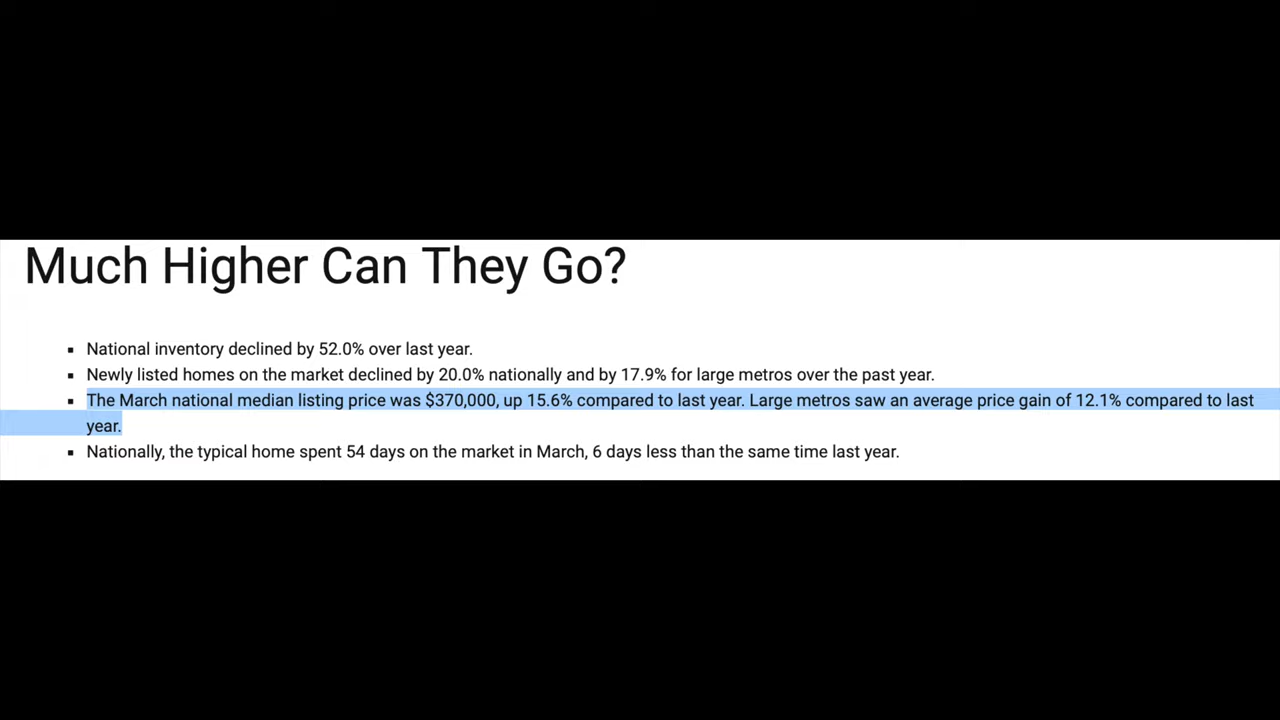 Much Higher Can They Go?
▪ National inventory declined by 52.0% over last year.
▪ Newly listed homes on the market declined by 20.0% nationally and by 17.9% for large metros over the past year.
▪ The March national median listing price was $370,000, up 15.6% compared to last year. Large metros saw an average price gain of 12.1% compared to last
year.
▪ Nationally, the typical home spent 54 days on the market in March, 6 days less than the same time last year.